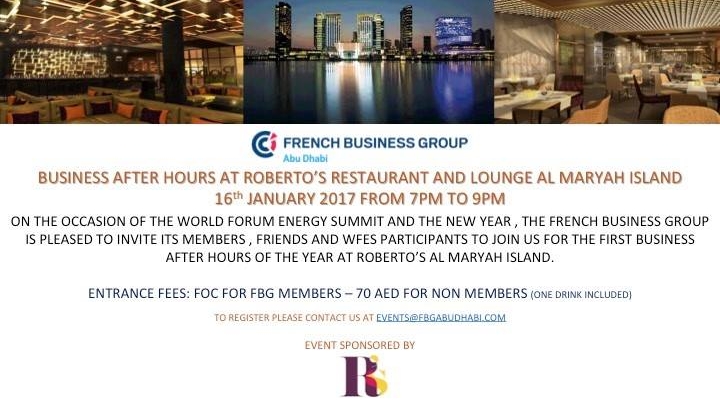 FRENCH BUSINESS GROUP
Abu Dhabi
BUSINESS AFTER HOURS AT ROBERTO'S RESTAURANT AND LOUNGE AL MARYAH ISLAND
16th JANUARY 2017 FROM 7PM TO 9PM
ON THE OCCASION OF THE WORLD FORUM ENERGY SUMMIT AND THE NEW YEAR , THE FRENCH BUSINESS GROUP
IS PLEASED TO INVITE ITS MEMBERS , FRIENDS AND WFES PARTICIPANTS TO JOIN US FOR THE FIRST BUSINESS
AFTER HOURS OF THE YEAR AT ROBERTO'S AL MARYAH ISLAND.
ENTRANCE FEES: FOC FOR FBG MEMBERS – 70 AED FOR NON MEMBERS (ONE DRINK INCLUDED)
TO REGISTER PLEASE CONTACT US AT EVENTS@FBGABUDHABI.COM
EVENT SPONSORED BY
R's